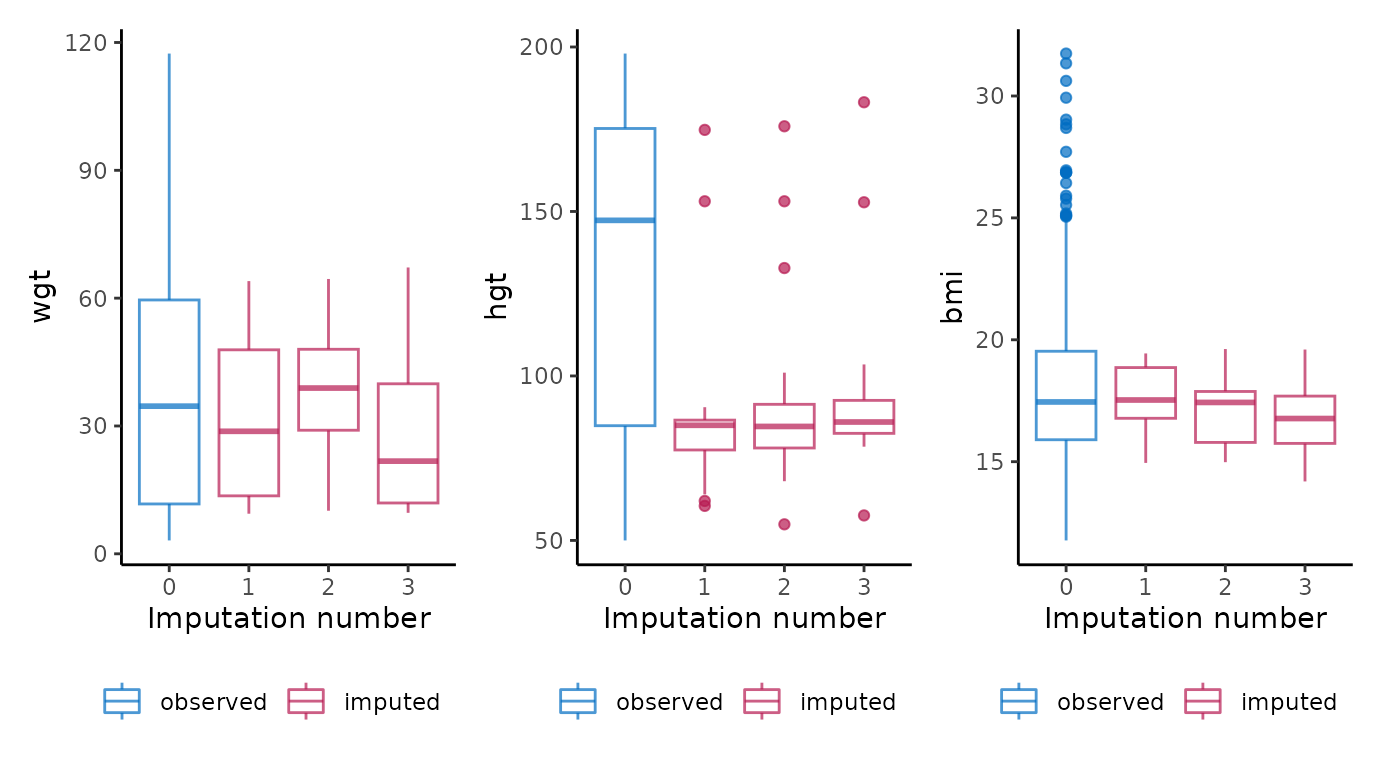 wgt
120
90
60
30
0
0 1 2 3
Imputation number
observed imputed
hgt
200
150
100
50
0 1 2 3
Imputation number
observed imputed
bmi
30
25
20
15
0 1 2 3
Imputation number
observed imputed